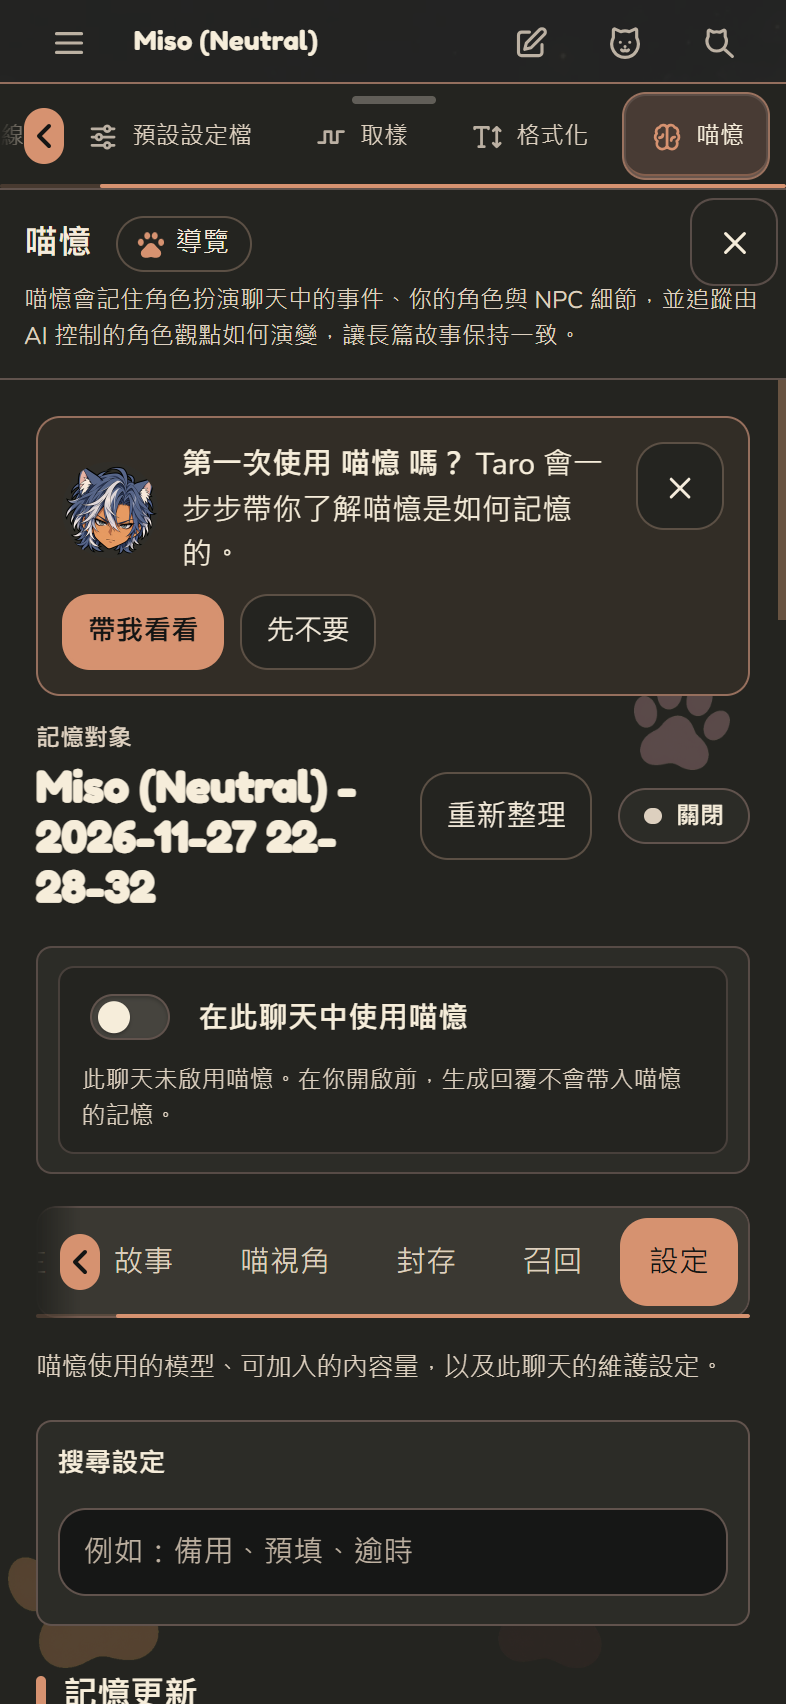 Miso (Neutral)
線
預設設定檔
取樣
格式化
喵憶
喵憶
導覽
喵憶會記住角色扮演聊天中的事件、你的角色與 NPC 細節，並追蹤由
AI 控制的角色觀點如何演變，讓長篇故事保持一致。
第一次使用 喵憶 嗎？ Taro 會一
步步帶你了解喵憶是如何記憶
的。
帶我看看
先不要
記憶對象
Miso (Neutral) -
2026-11-27 22-
28-32
重新整理
關閉
在此聊天中使用喵憶
此聊天未啟用喵憶。在你開啟前，生成回覆不會帶入喵憶
的記憶。
故事
喵視角
封存
召回
設定
喵憶使用的模型、可加入的內容量，以及此聊天的維護設定。
搜尋設定
例如：備用、預填、逾時
記憶更新